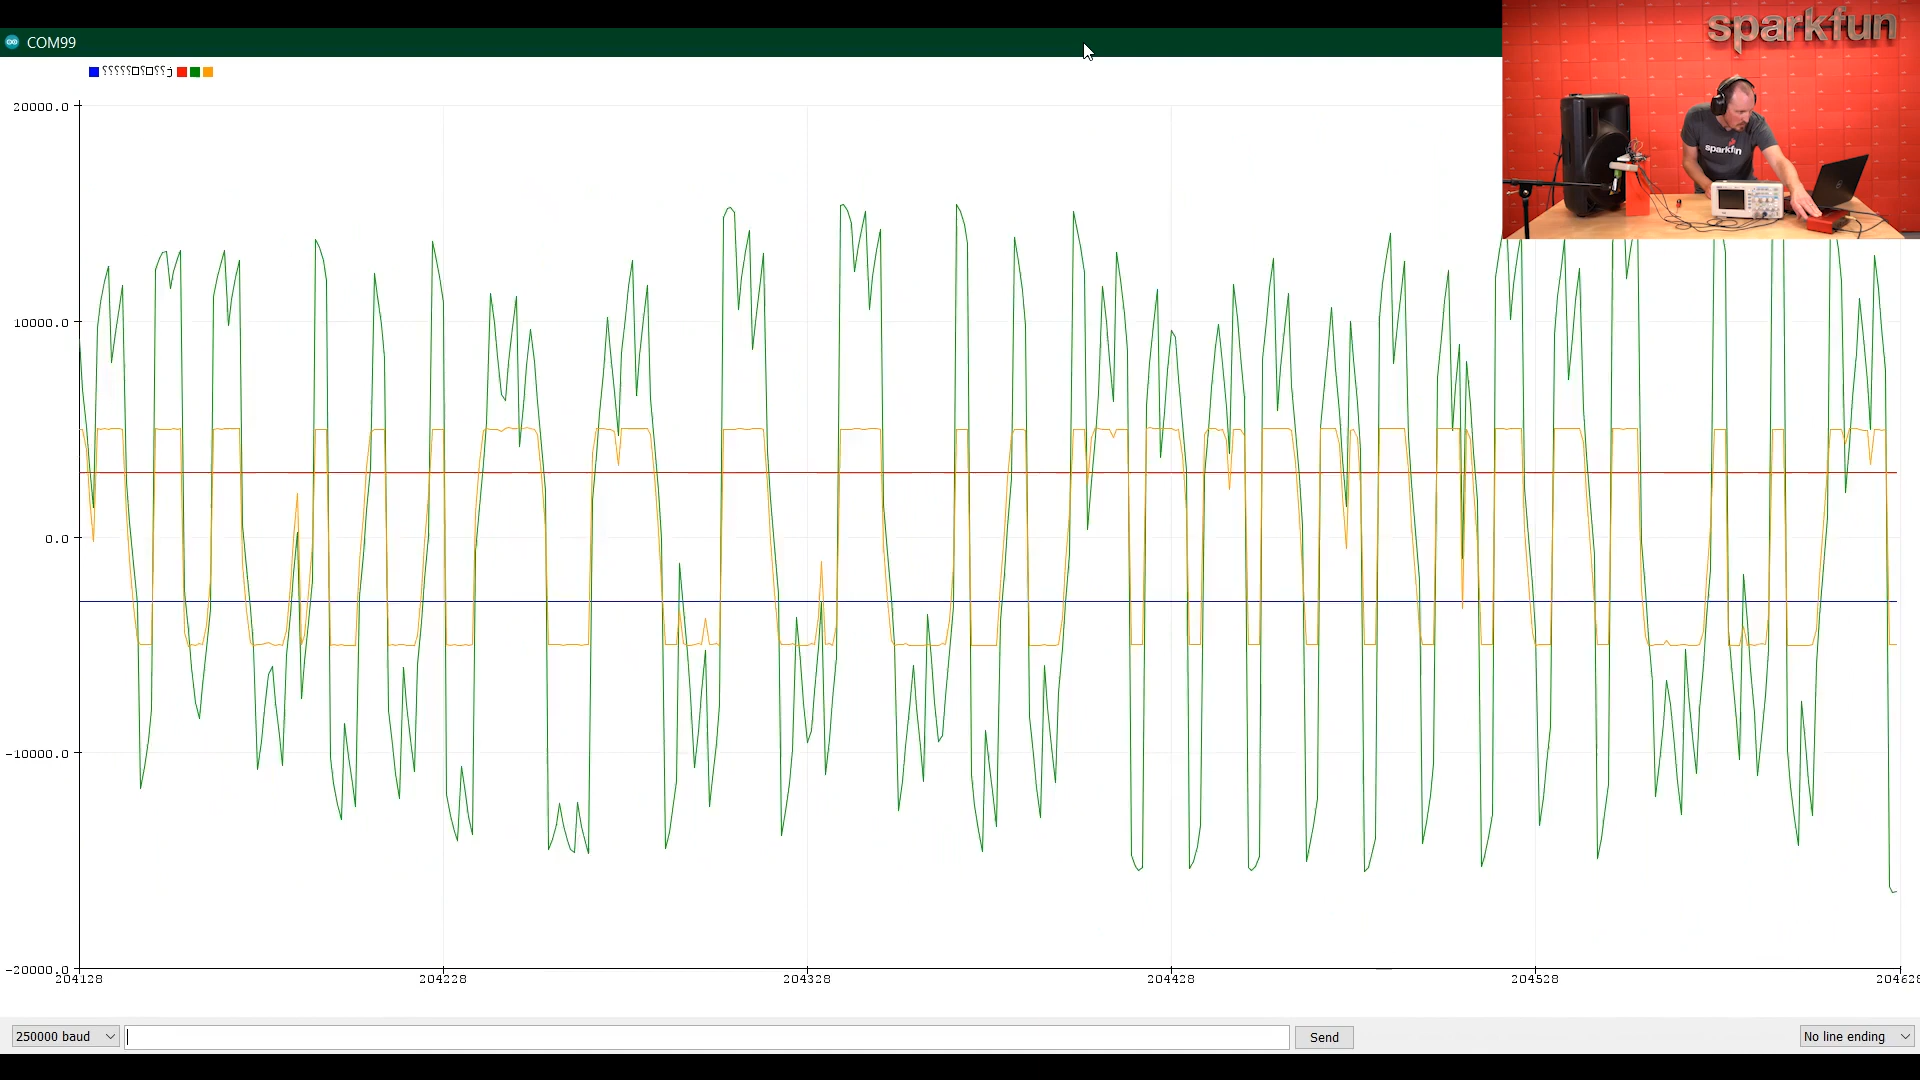 COM99
sparkfun
sparkfun
20000.0
10000.0
0.0
-10000.0
-20000.0
204128 204228 204328 204428 204528 204628
250000 baud
Send
No line ending